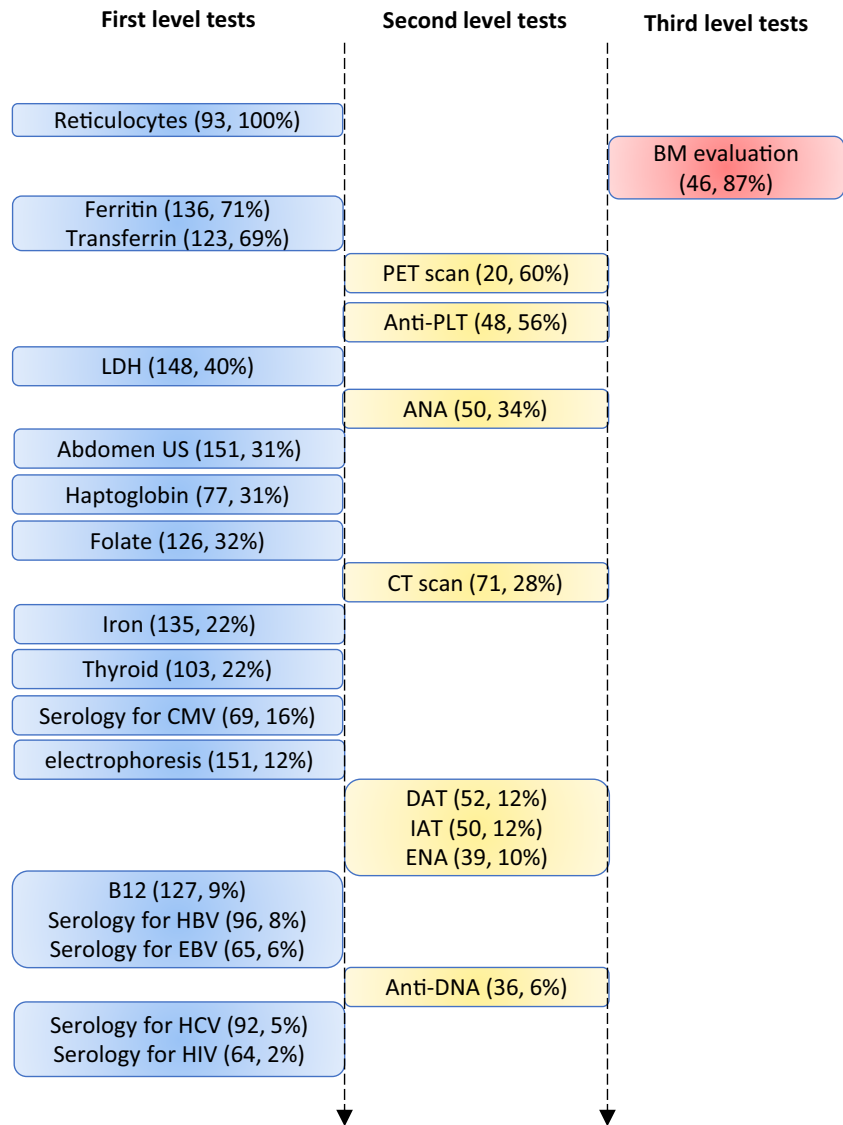 First level tests
Second level tests
Third level tests
Reticulocytes (93, 100%)
BM evaluation
(46, 87%)
Ferritin (136, 71%)
Transferrin (123, 69%)
PET scan (20, 60%)
Anti-PLT (48, 56%)
LDH (148, 40%)
ANA (50, 34%)
Abdomen US (151, 31%)
Haptoglobin (77, 31%)
Folate (126, 32%)
CT scan (71, 28%)
Iron (135, 22%)
Thyroid (103, 22%)
Serology for CMV (69, 16%)
electrophoresis (151, 12%)
DAT (52, 12%)
IAT (50, 12%)
ENA (39, 10%)
B12 (127, 9%)
Serology for HBV (96, 8%)
Serology for EBV (65, 6%)
Anti-DNA (36, 6%)
Serology for HCV (92, 5%)
Serology for HIV (64, 2%)